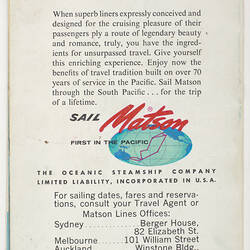 When superb liners expressly conceived and
designed for the cruising pleasure of their
passengers ply a route of legendary beauty
and romance, truly, you have the ingredi-
ents for unsurpassed travel. Give yourself
this enriching experience. Enjoy now the
benefits of travel tradition built on over 70
years of service in the Pacific. Sail Matson
through the South Pacific . . . for the trip
of a lifetime.
SAIL Matson
FIRST IN THE PACIFIC
THE OCEANIC STEAMSHIP COMPANY
LIMITED LIABILITY, INCORPORATED IN U.S.A.
For sailing dates, fares and reserva-
tions, consult your Travel Agent or
Matson Lines Offices:
Sydney Berger House,
82 Elizabeth St.
Melbourne 101 William Street
Auckland Winstone Bldg.